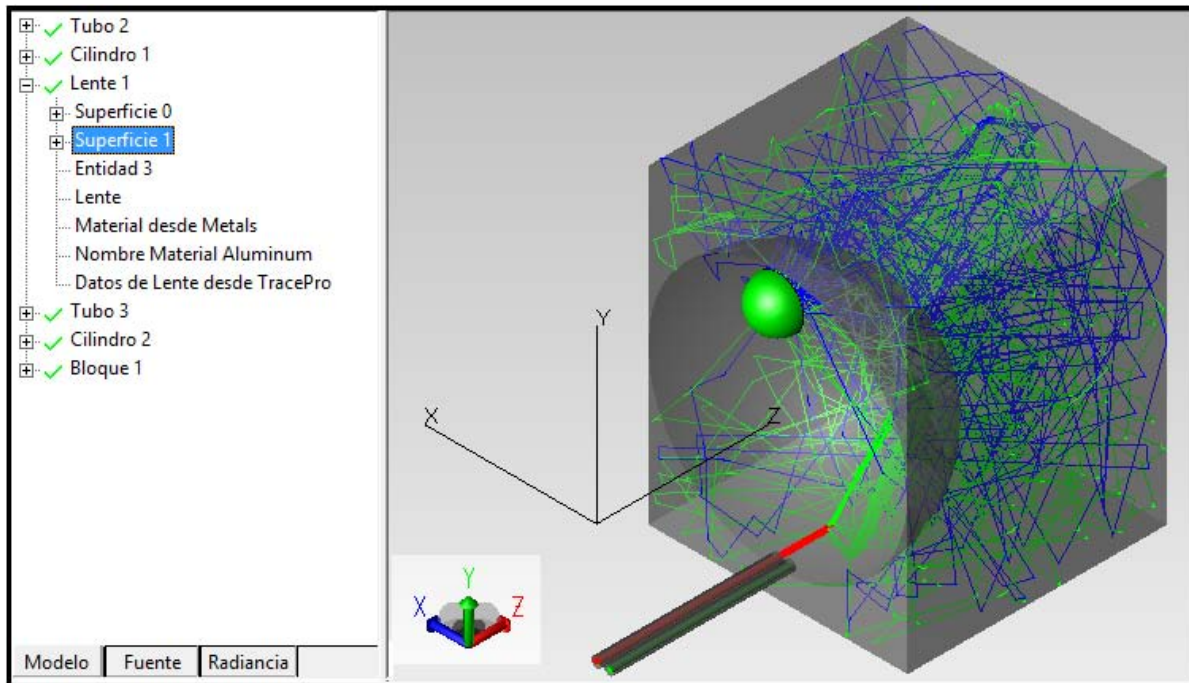 Tubo 2
Cilindro 1
Lente 1
Superficie 0
Superficie 1
Entidad 3
Lente
Material desde Metals
Nombre Material Aluminum
Datos de Lente desde TracePro
Tubo 3
Cilindro 2
Bloque 1
Modelo Fuente Radiancia
Y
X Z
Y
X Z